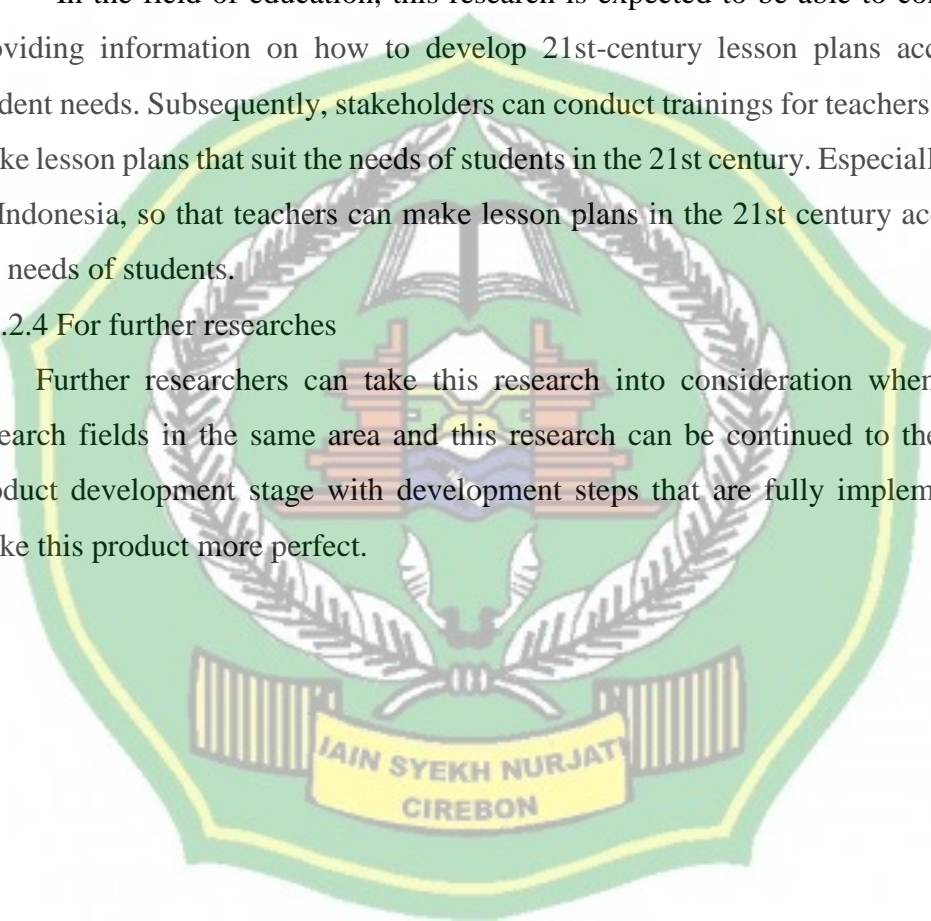 In the field of education, this research is expected to be able to con
oviding information on how to develop 21st-century lesson plans acc
dent needs. Subsequently, stakeholders can conduct trainings for teachers
ke lesson plans that suit the needs of students in the 21st century. Especiall
Indonesia, so that teachers can make lesson plans in the 21st century ac
needs of students.
.2.4 For further researches
Further researchers can take this research into consideration when
earch fields in the same area and this research can be continued to the
oduct development stage with development steps that are fully implem
ke this product more perfect.
IAIN SYEKH NURJATI
CIREBON